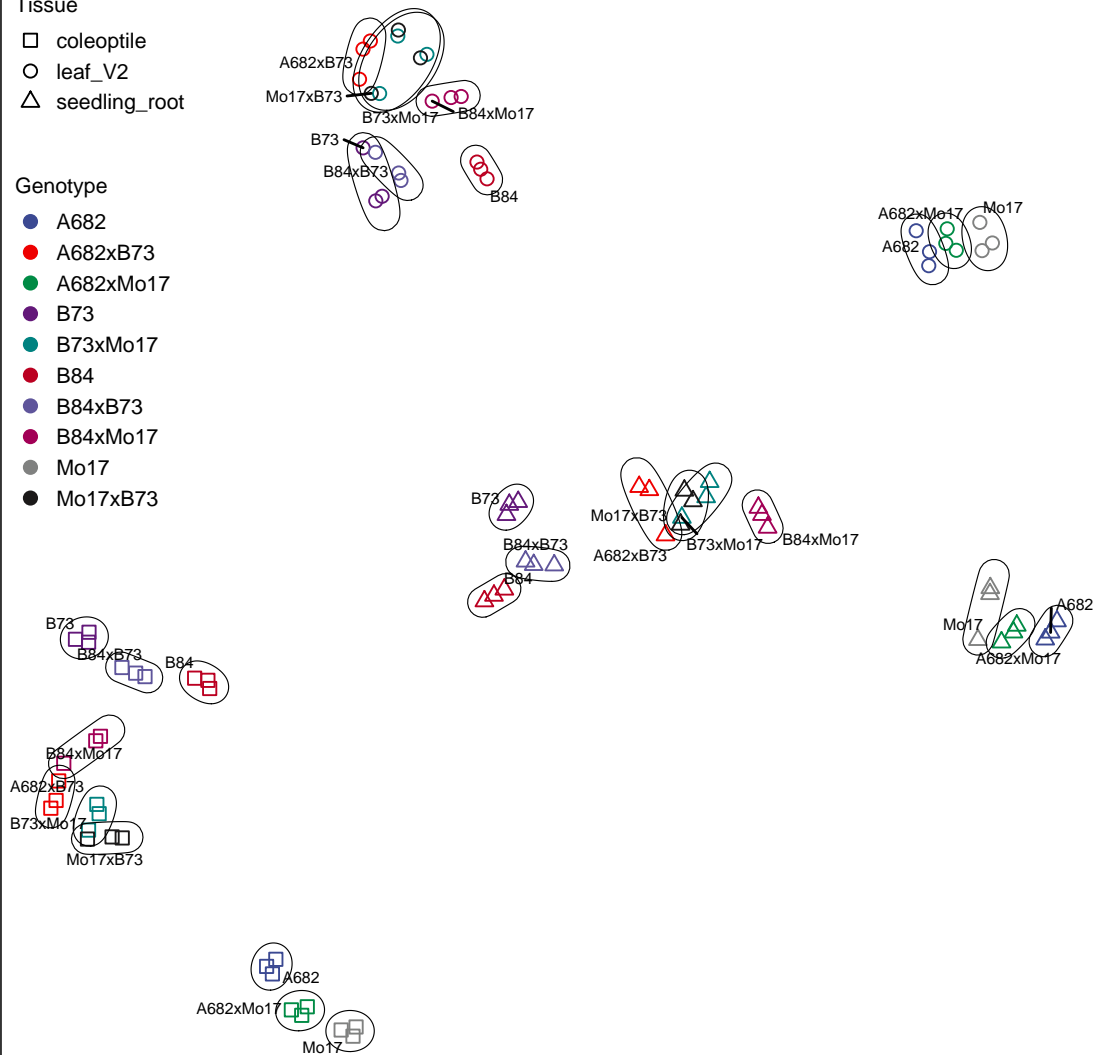 Tissue
coleoptile
leaf_V2
seedling_root
Genotype
A682
A682xB73
A682xMo17
B73
B73xMo17
B84
B84xB73
B84xMo17
Mo17
Mo17xB73
A682xB73
Mo17xB73
B73xMo17
B84xMo17
B73
B84xB73
B84
A682xMo17
Mo17
A682
B73
Mo17xB73
B73xMo17
B84xMo17
A682xB73
B84xB73
B84
A682
Mo17
A682xMo17
B73
B84xB73
B84
B84xMo17
A682xB73
B73xMo17
Mo17xB73
A682
A682xMo17
Mo17